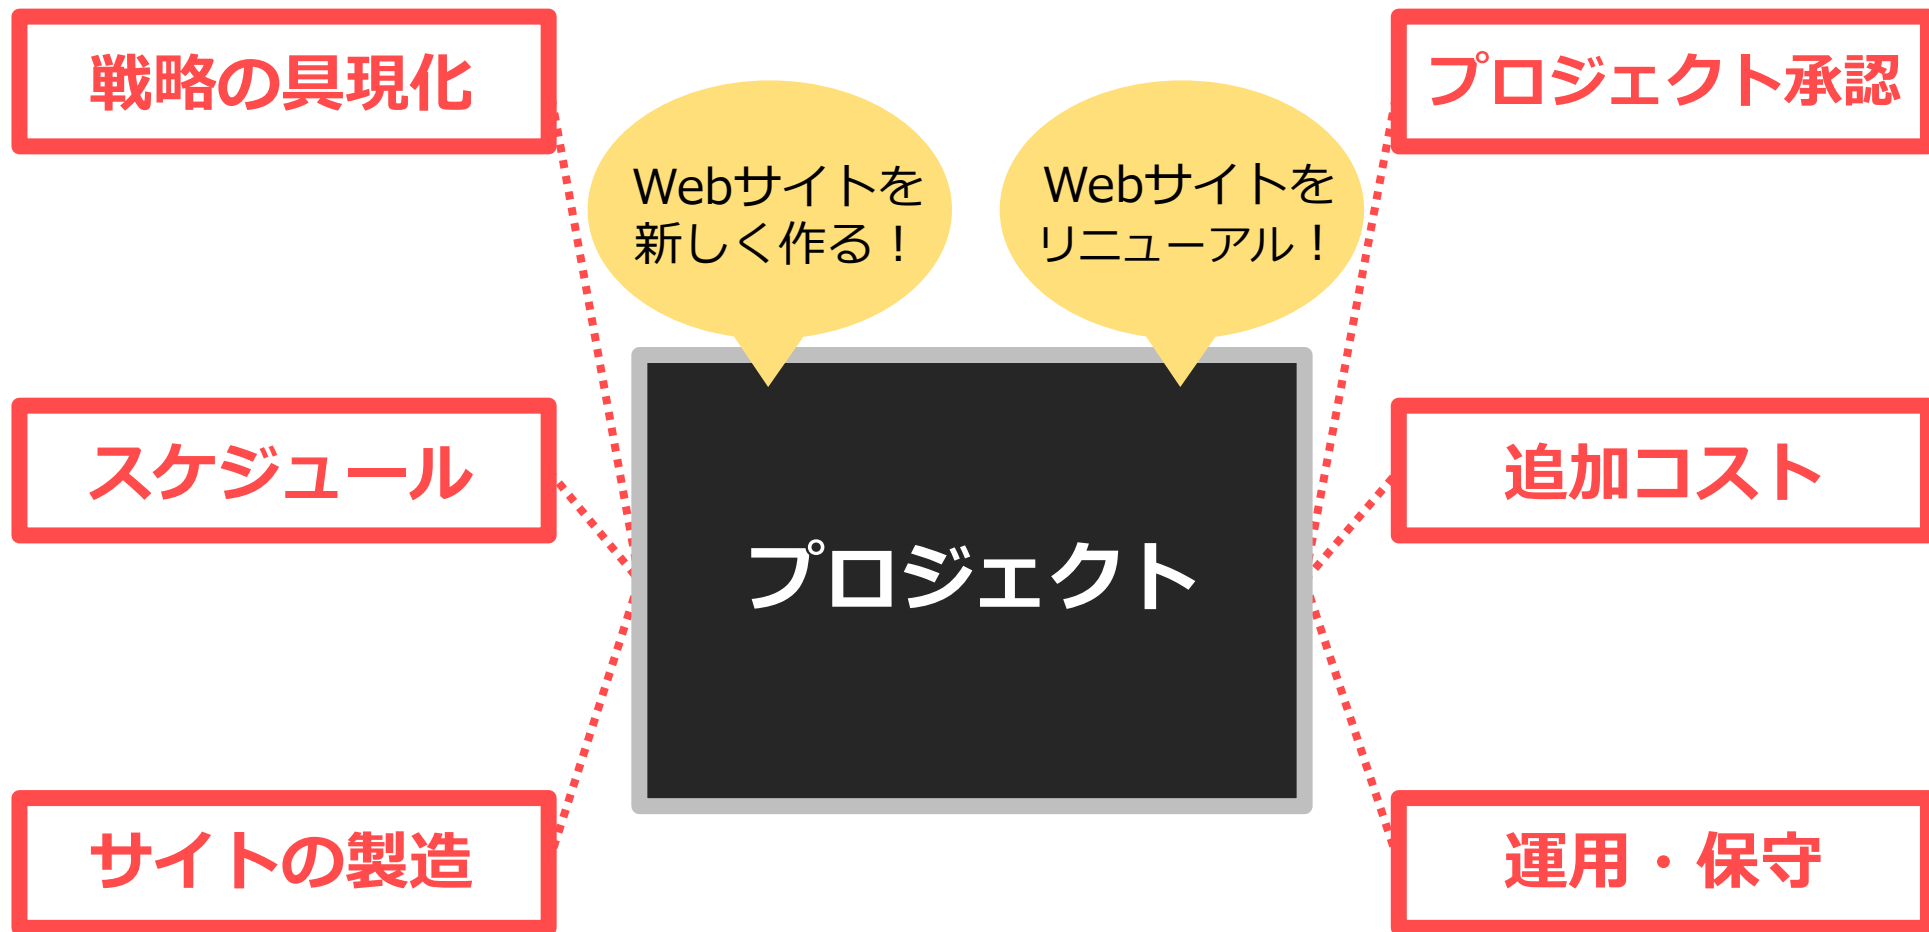 戦略の具現化
プロジェクト承認
Webサイトを
新しく作る！
Webサイトを
リニューアル！
スケジュール
追加コスト
プロジェクト
サイトの製造
運用・保守